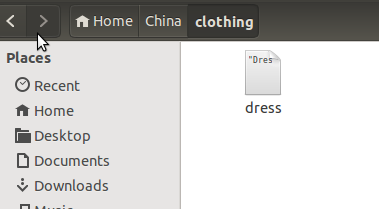 Home China clothing
Places
Recent
Home
Desktop
Documents
Downloads
"Dres
dress